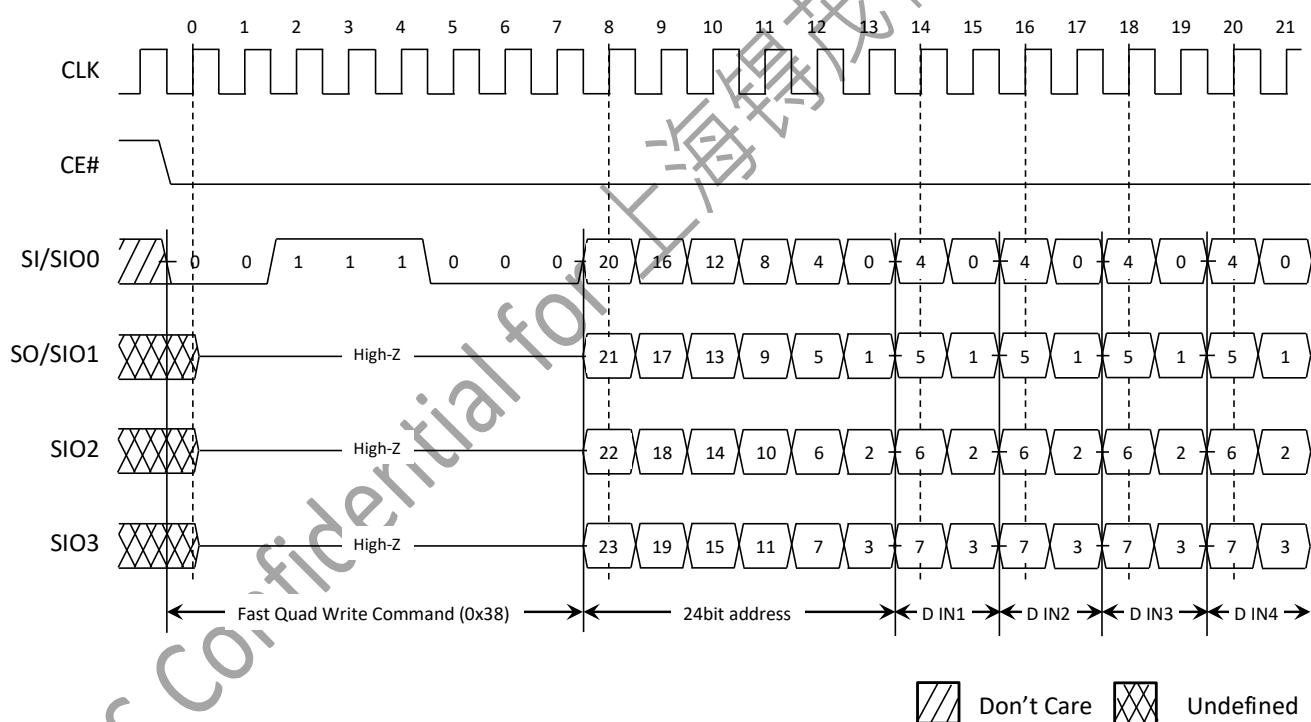 0 1 2 3 4 5 6 7 8 9 10 11 12 13 14 15 16 17 18 19 20 21
CLK
CE#
SI/SIO0 0 0 1 1 1 0 0 0 20 16 12 8 4 0 4 0 4 0 4 0 4 0
SO/SIO1 High-Z 21 17 13 9 5 1 5 1 5 1 5 1 5 1
SIO2 High-Z 22 18 14 10 6 2 6 2 6 2 6 2 6 2
SIO3 High-Z 23 19 15 11 7 3 7 3 7 3 7 3 7 3
Fast Quad Write Command (0x38) 24bit address D IN1 D IN2 D IN3 D IN4
Don't Care Undefined
Confidential for 上海锝茂